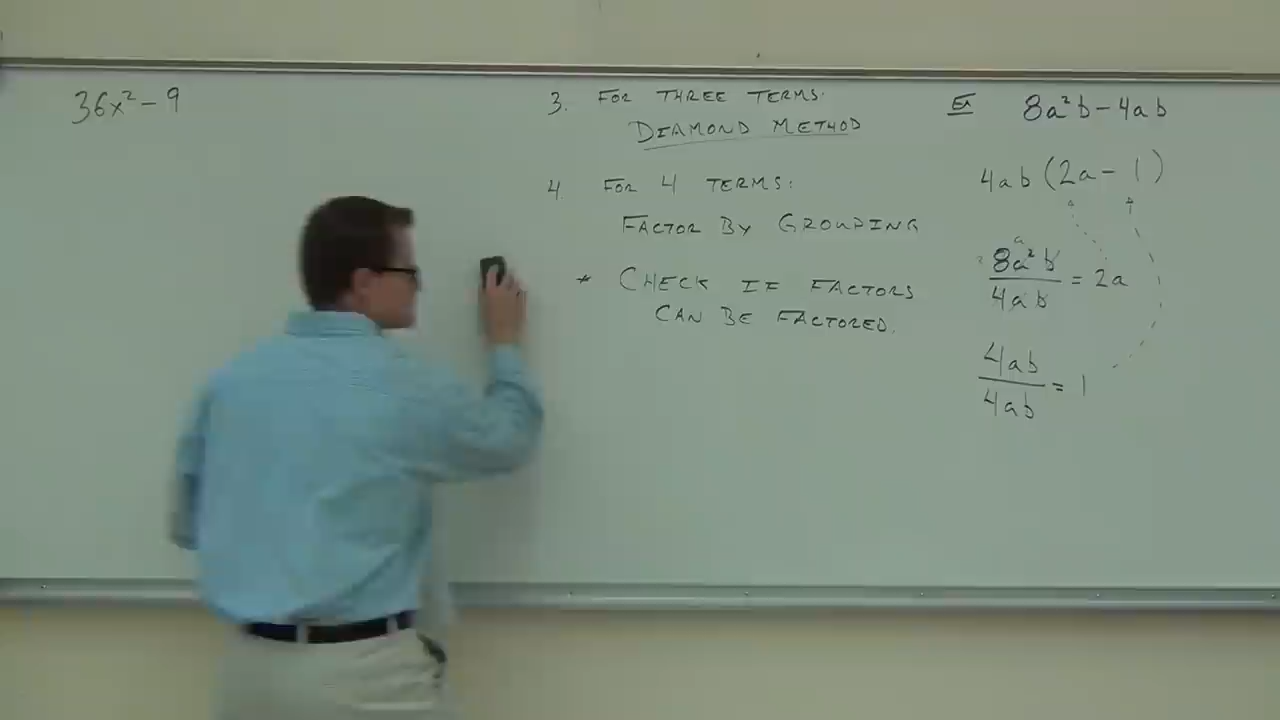 36x² - 9
3. FOR THREE TERMS:
DIAMOND METHOD
4. FOR 4 TERMS:
FACTOR BY GROUPING
* CHECK IF FACTORS
CAN BE FACTORED.
Ex 8a²b - 4ab
4ab (2a - 1)
8a²b / 4ab = 2a
4ab / 4ab = 1